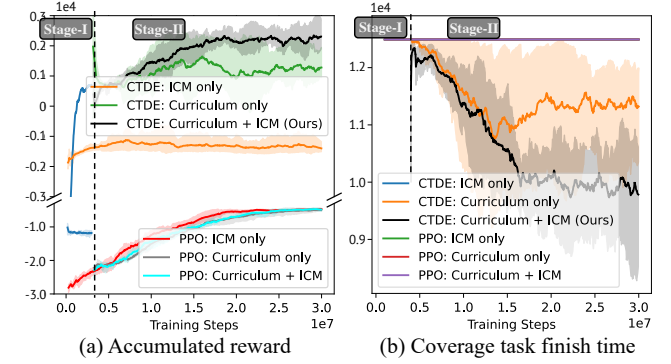 1e4
Stage-I
Stage-II
0.3
0.2
0.1
0
-0.1
-0.2
-0.3
-1.0
-2.0
-3.0
CTDE: ICM only
CTDE: Curriculum only
CTDE: Curriculum + ICM (Ours)
PPO: ICM only
PPO: Curriculum only
PPO: Curriculum + ICM
0.0 0.5 1.0 1.5 2.0 2.5 3.0
Training Steps
1e7
(a) Accumulated reward
1e4
Stage-I
Stage-II
1.2
1.1
1.0
0.9
CTDE: ICM only
CTDE: Curriculum only
CTDE: Curriculum + ICM (Ours)
PPO: ICM only
PPO: Curriculum only
PPO: Curriculum + ICM
0.0 0.5 1.0 1.5 2.0 2.5 3.0
Training Steps
1e7
(b) Coverage task finish time